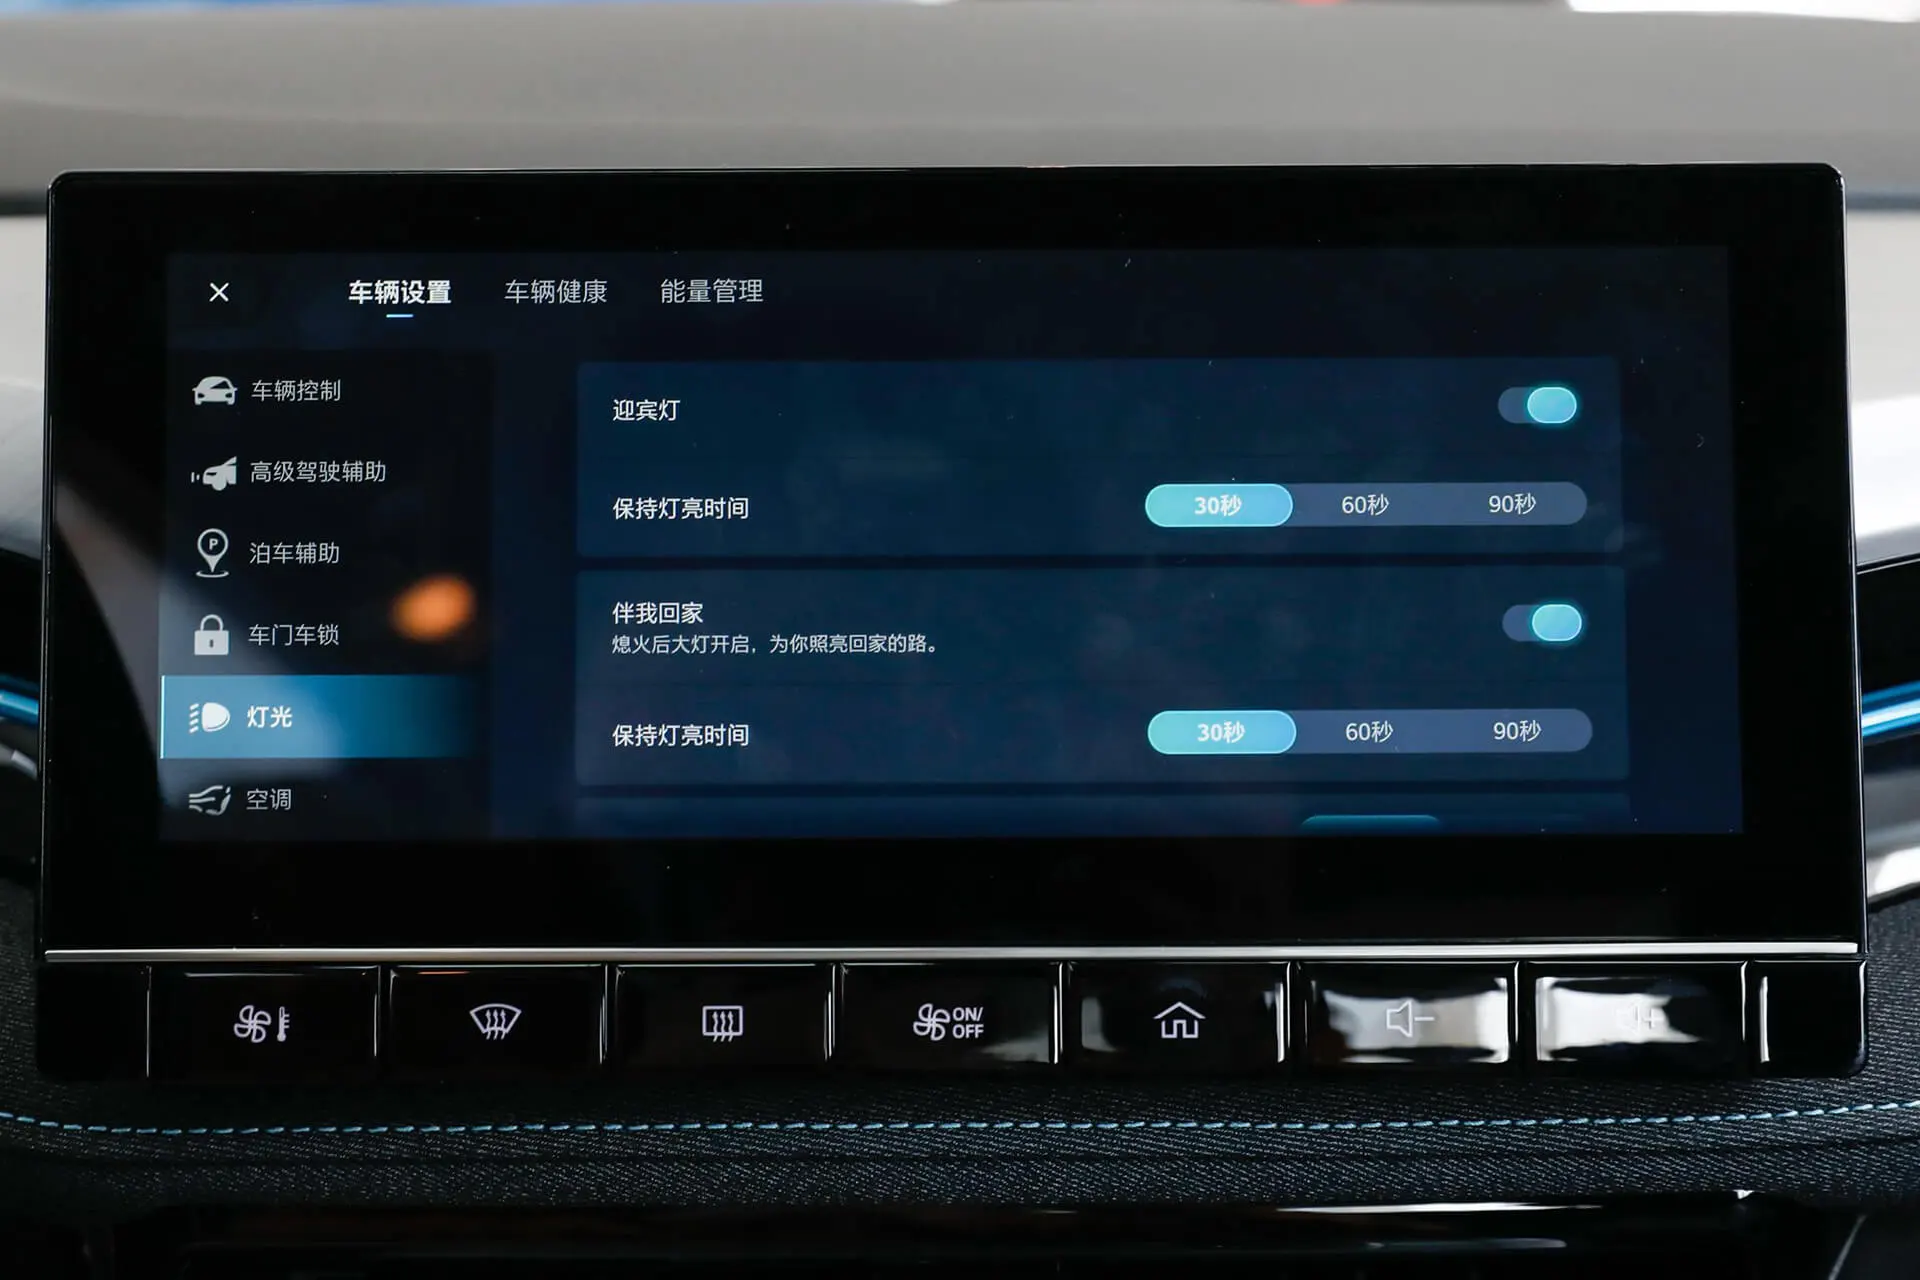 车辆设置 车辆健康 能量管理
车辆控制
高级驾驶辅助
P
泊车辅助
车门车锁
灯光
空调
迎宾灯
保持灯亮时间 30秒 60秒 90秒
伴我回家
熄火后大灯开启，为你照亮回家的路。
保持灯亮时间 30秒 60秒 90秒
ON/
OFF